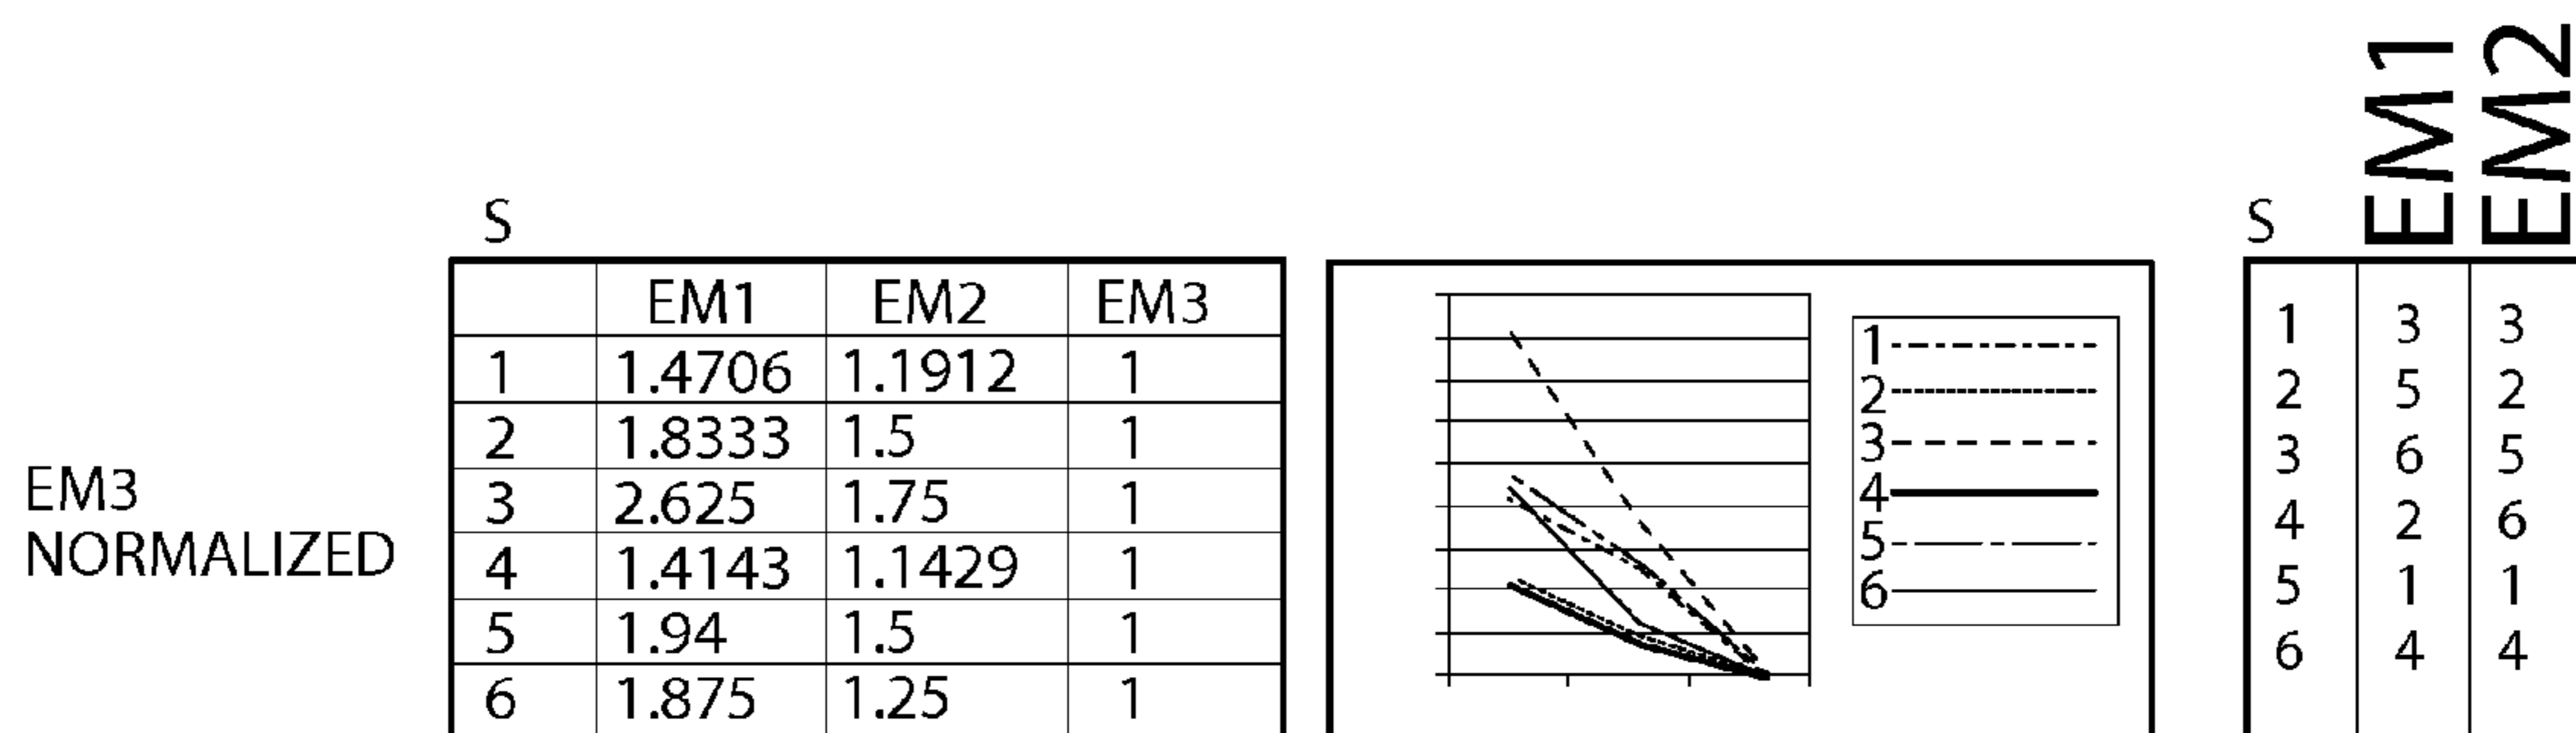 EM3
NORMALIZED
S
EM1 EM2 EM3
1 1.4706 1.1912 1
2 1.8333 1.5 1
3 2.625 1.75 1
4 1.4143 1.1429 1
5 1.94 1.5 1
6 1.875 1.25 1
1
2
3
4
5
6
S EM1 EM2
1 3 3
2 5 2
3 6 5
4 2 6
5 1 1
6 4 4